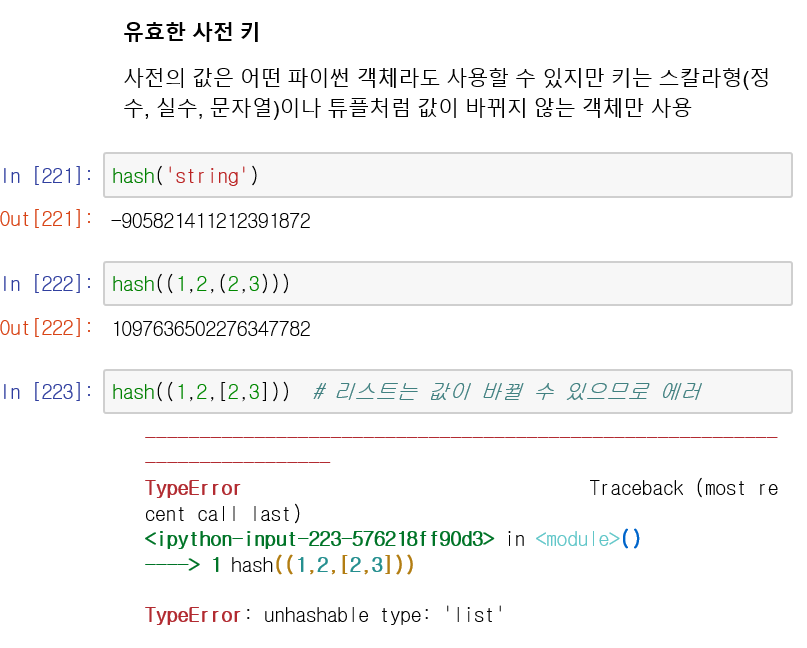 유효한 사전 키
사전의 값은 어떤 파이썬 객체라도 사용할 수 있지만 키는 스칼라형(정
수, 실수, 문자열)이나 튜플처럼 값이 바뀌지 않는 객체만 사용
In [221]: hash('string')
Out[221]: -905821411212391872
In [222]: hash((1,2,(2,3)))
Out[222]: 1097636502276347782
In [223]: hash((1,2,[2,3])) # 리스트는 값이 바뀔 수 있으므로 에러
---------------------------------------------------------
-----------------
TypeError Traceback (most re
cent call last)
<ipython-input-223-576218ff90d3> in <module>()
----> 1 hash((1,2,[2,3]))
TypeError: unhashable type: 'list'